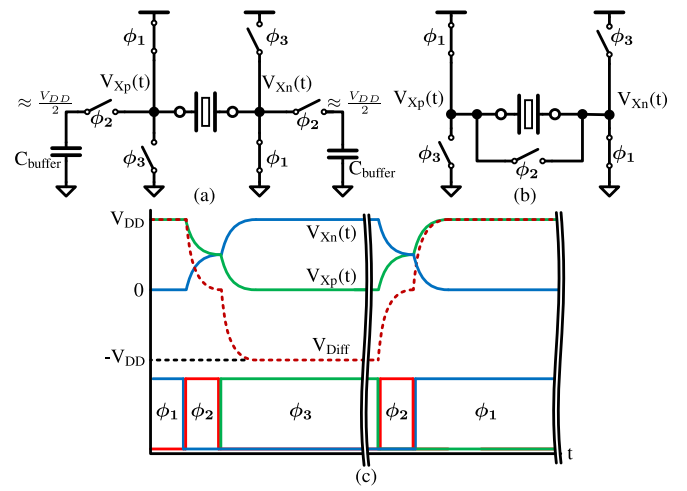 ϕ1
ϕ3
VXp(t)
VXn(t)
≈ VDD/2
ϕ2
ϕ2
≈ VDD/2
Cbuffer
ϕ3
ϕ1
Cbuffer
(a)
ϕ1
ϕ3
VXp(t)
VXn(t)
ϕ3
ϕ2
ϕ1
(b)
VDD
VXn(t)
VXp(t)
0
VDiff
-VDD
ϕ1
ϕ2
ϕ3
ϕ2
ϕ1
t
(c)